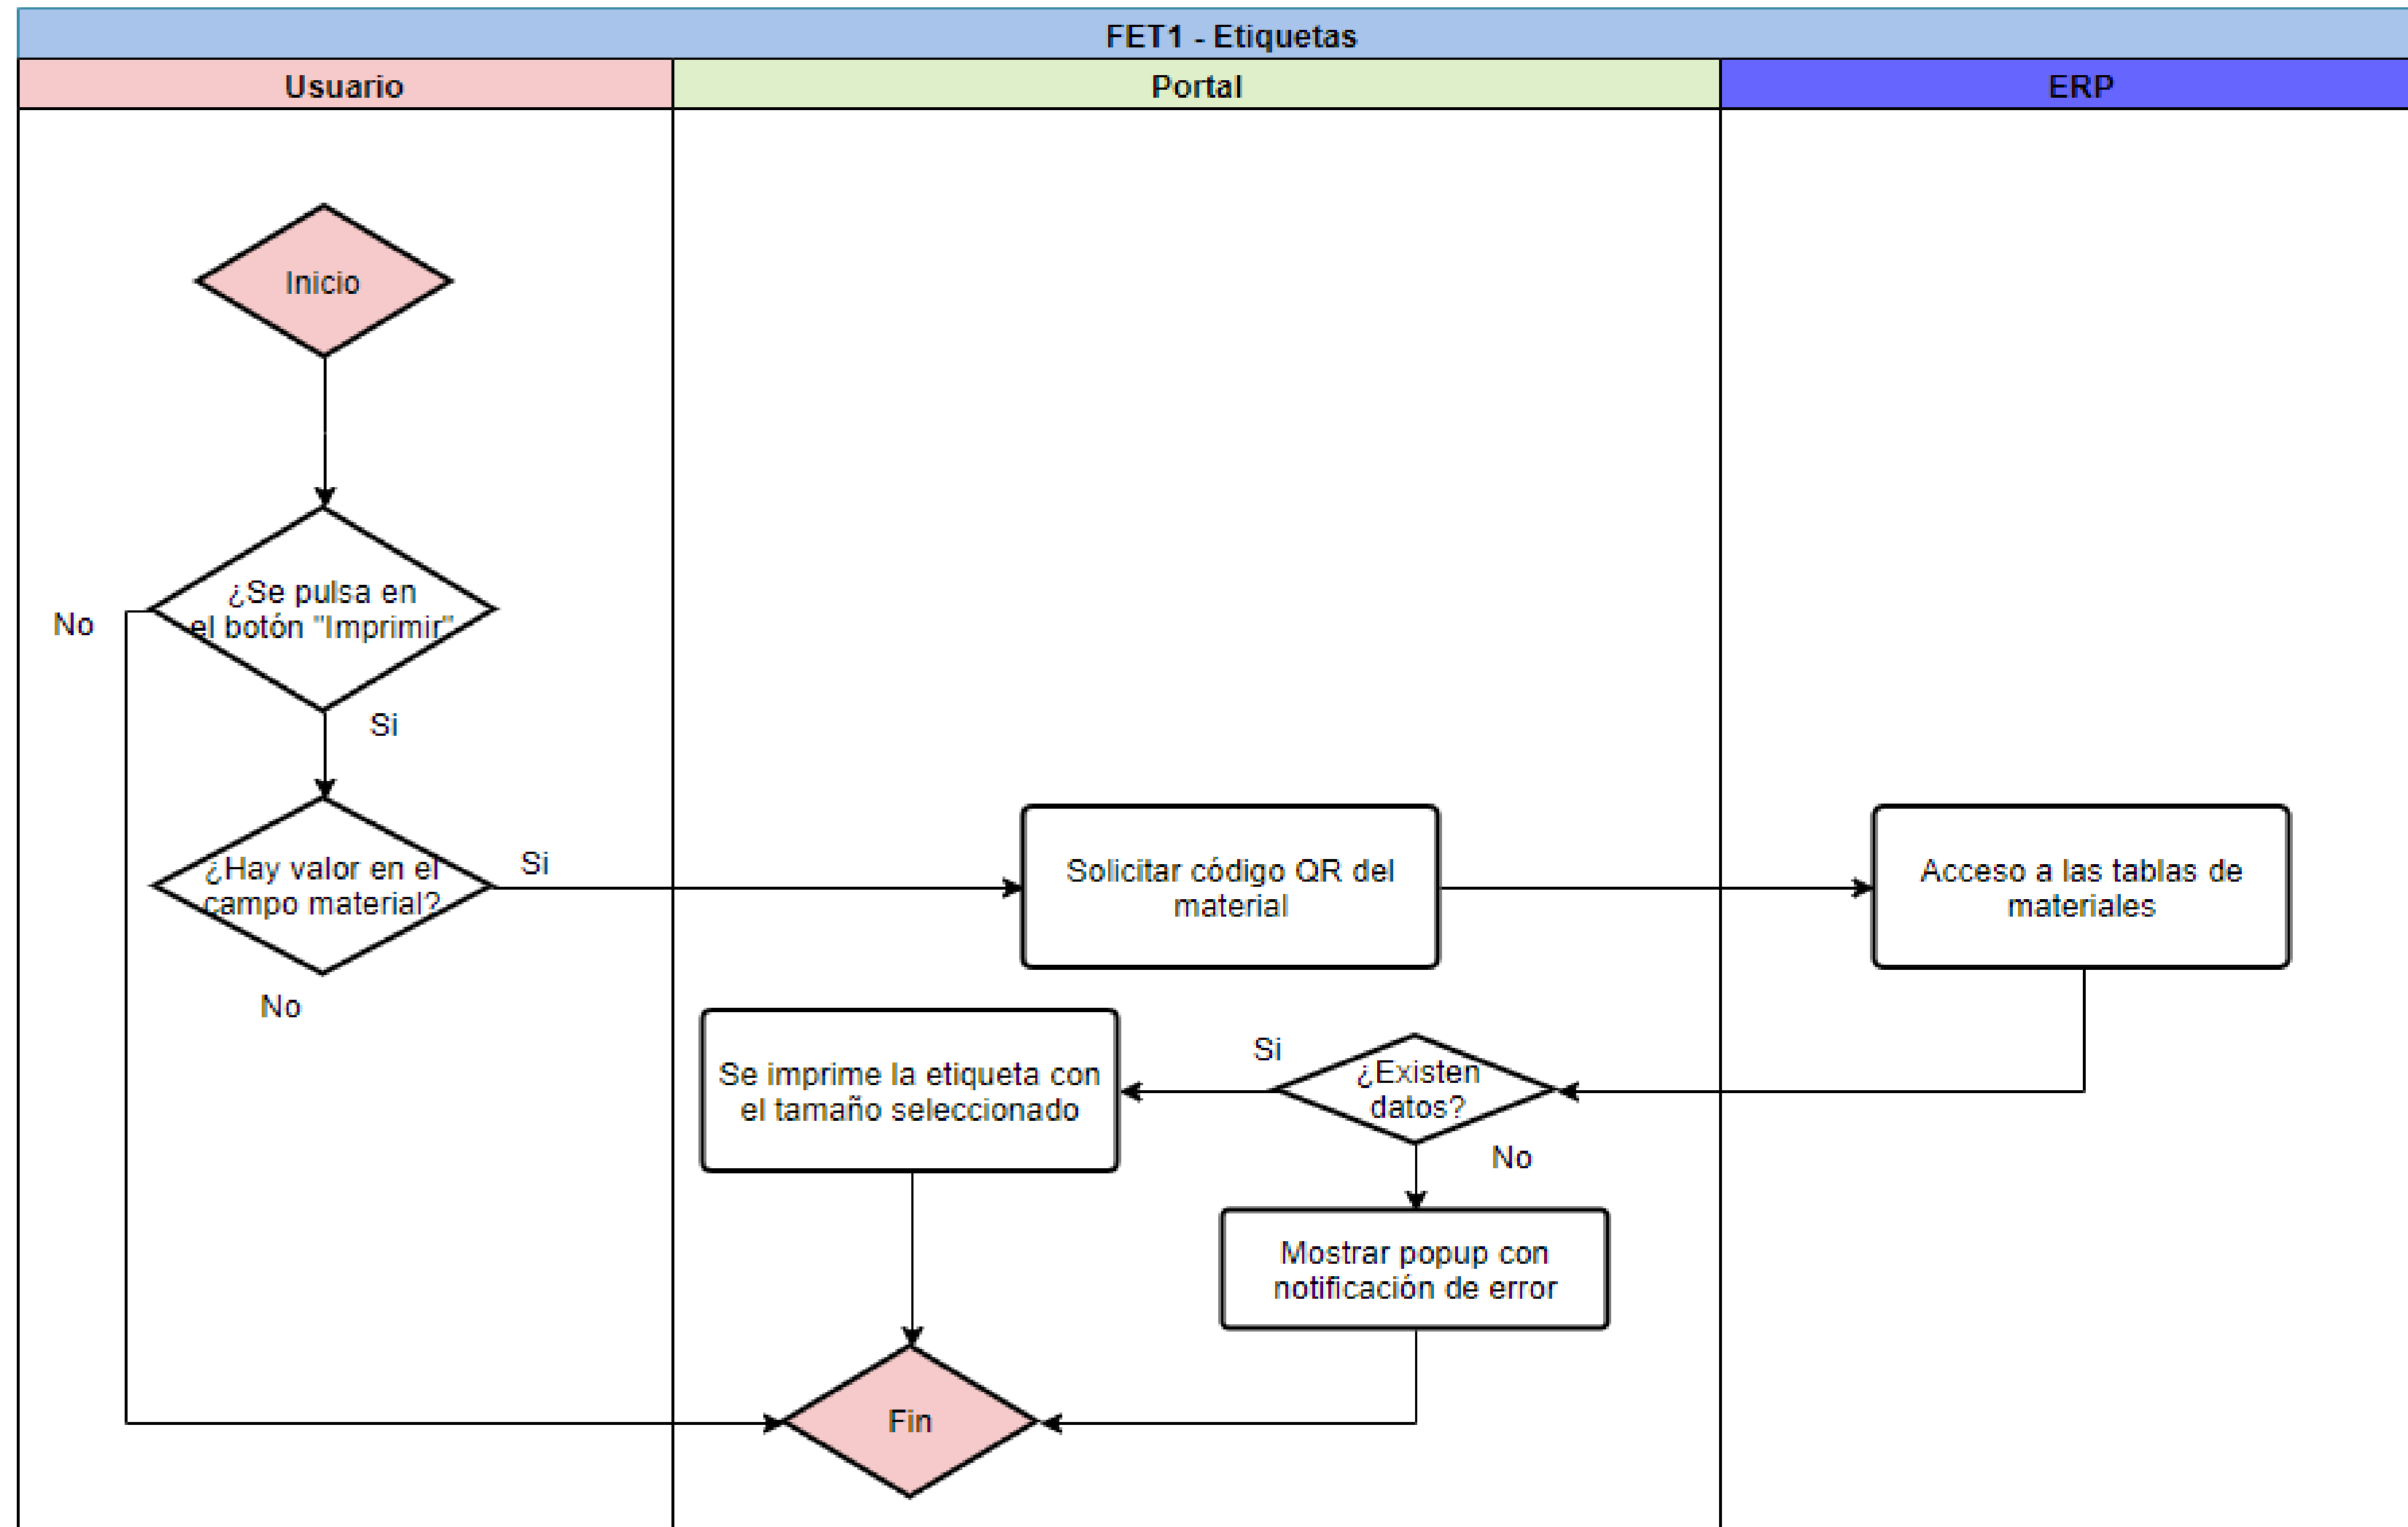 FET1 - Etiquetas
Usuario
Portal
ERP
Inicio
¿Se pulsa en
el botón "Imprimir"
No
Si
¿Hay valor en el
campo material?
Si
No
Solicitar código QR del
material
Acceso a las tablas de
materiales
Se imprime la etiqueta con
el tamaño seleccionado
Si
¿Existen
datos?
No
Mostrar popup con
notificación de error
Fin